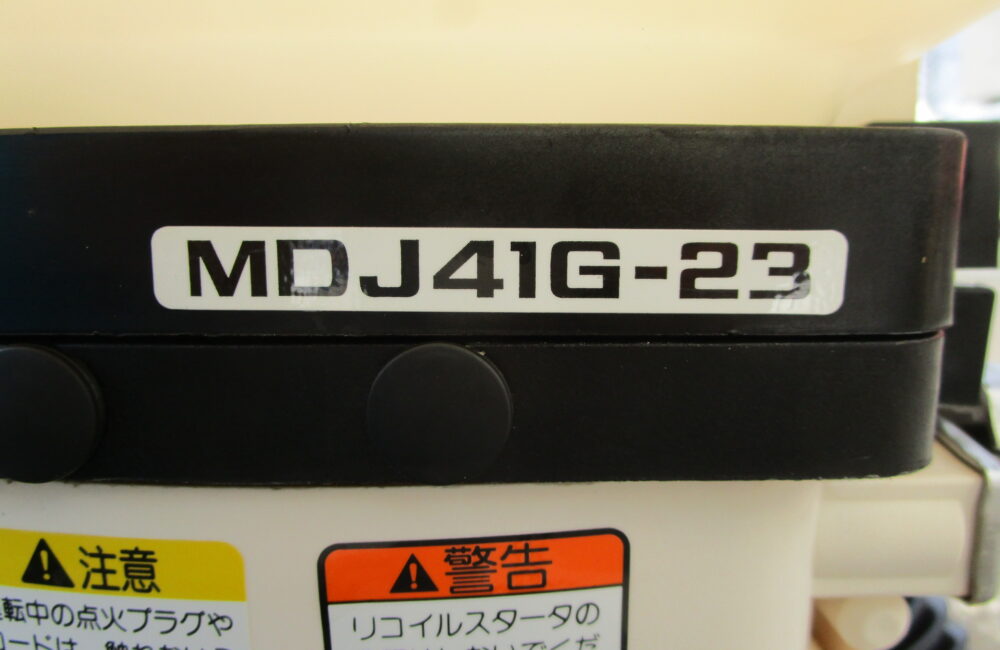 MDJ41G-23
注意
転中の点火プラグや
警告
リコイルスタータの